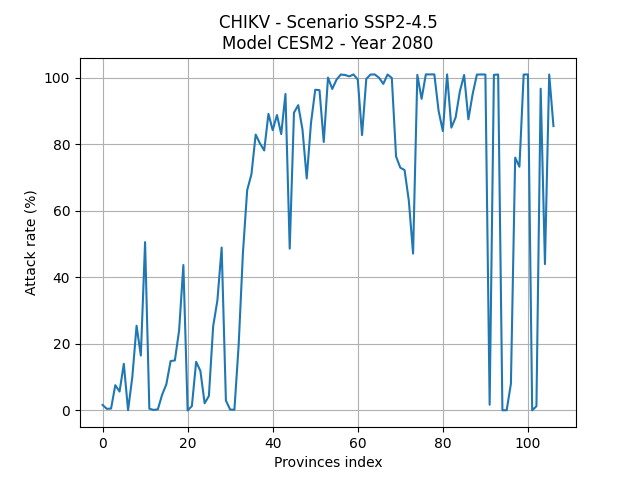 CHIKV - Scenario SSP2-4.5
Model CESM2 - Year 2080
Attack rate (%)
100
80
60
40
20
0
0 20 40 60 80 100
Provinces index